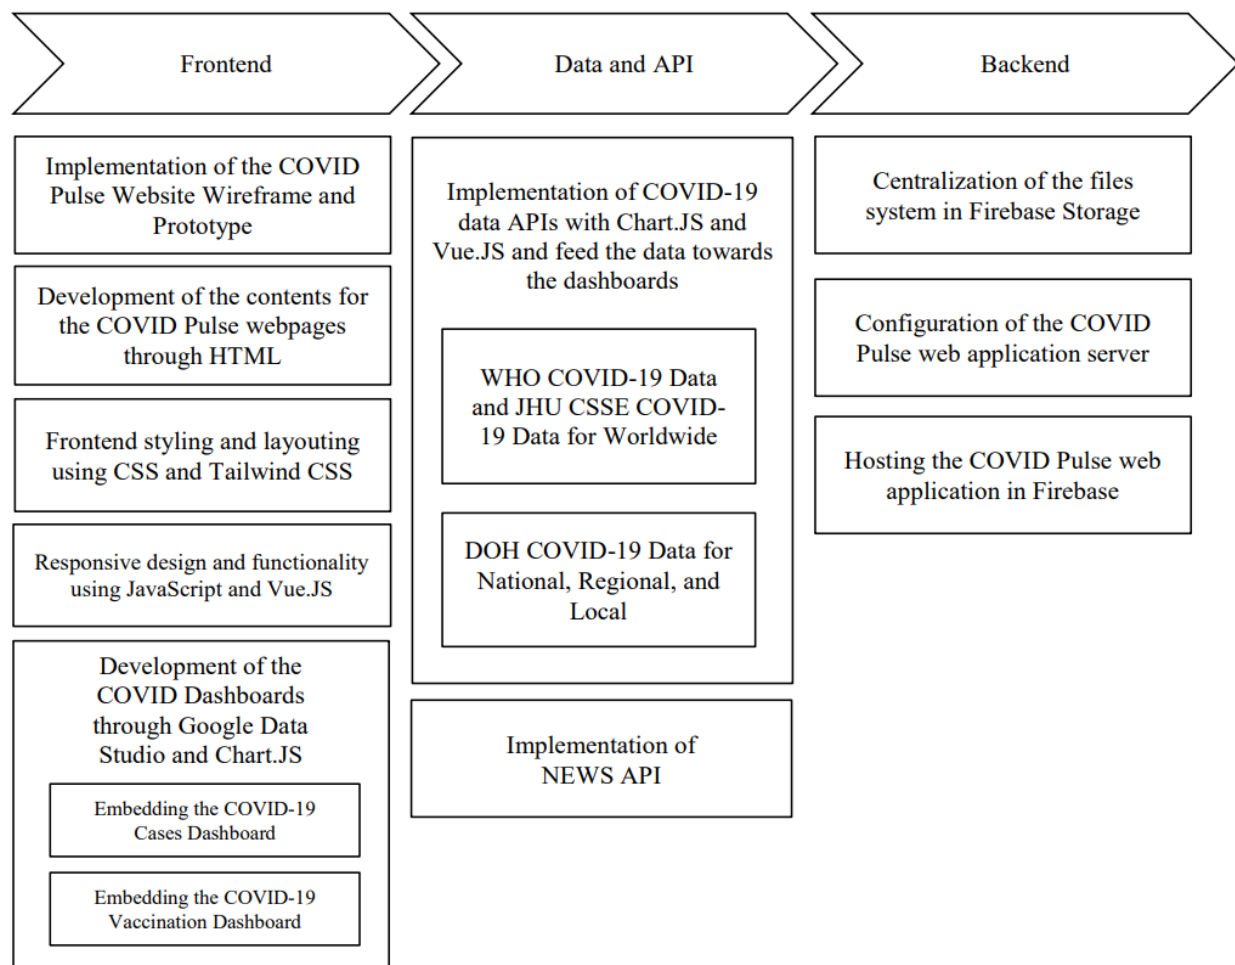 Frontend
Data and API
Backend
Implementation of the COVID
Pulse Website Wireframe and
Prototype
Development of the contents for
the COVID Pulse webpages
through HTML
Frontend styling and layouting
using CSS and Tailwind CSS
Responsive design and functionality
using JavaScript and Vue.JS
Development of the
COVID Dashboards
through Google Data
Studio and Chart.JS
Embedding the COVID-19
Cases Dashboard
Embedding the COVID-19
Vaccination Dashboard
Implementation of COVID-19
data APIs with Chart.JS and
Vue.JS and feed the data towards
the dashboards
WHO COVID-19 Data
and JHU CSSE COVID-
19 Data for Worldwide
DOH COVID-19 Data for
National, Regional, and
Local
Implementation of
NEWS API
Centralization of the files
system in Firebase Storage
Configuration of the COVID
Pulse web application server
Hosting the COVID Pulse web
application in Firebase